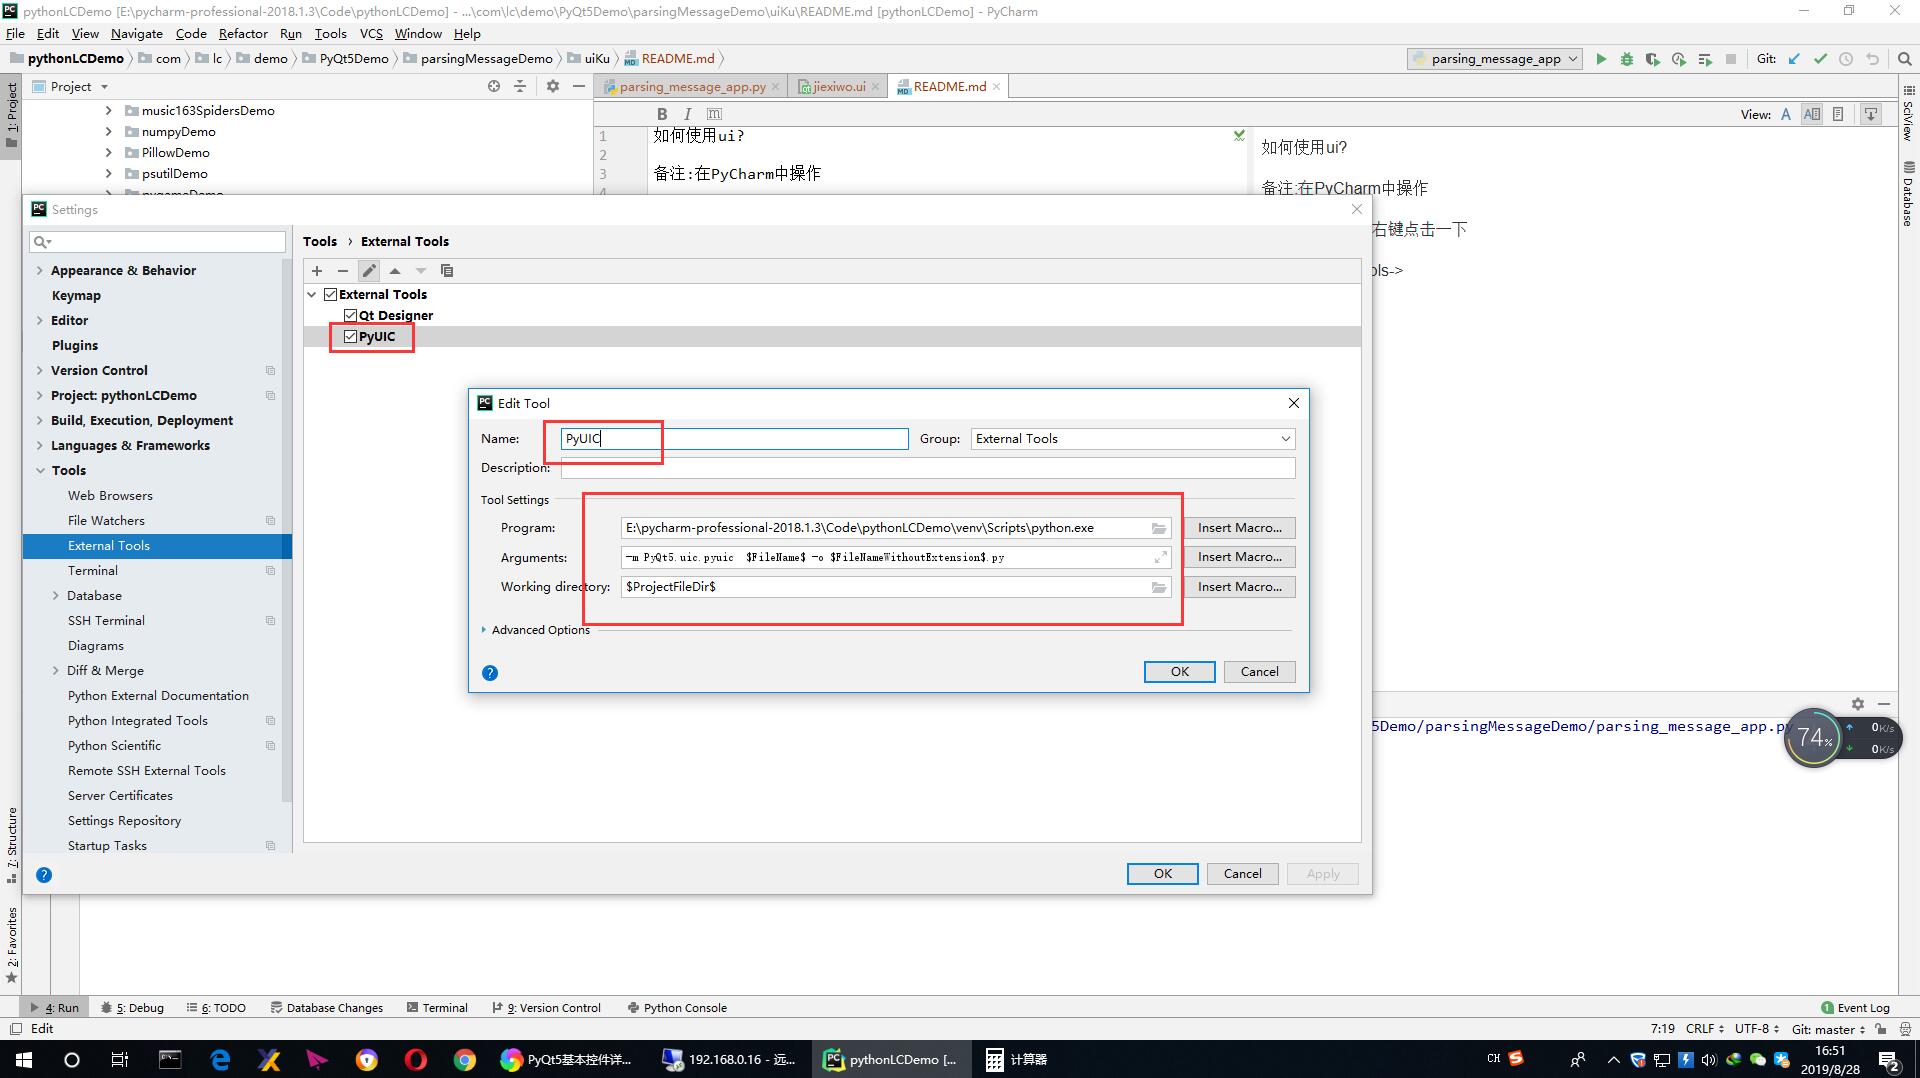 pythonLCDemo [E:\pycharm-professional-2018.1.3\Code\pythonLCDemo] - ...\com\lc\demo\PyQt5Demo\parsingMessageDemo\uiKu\README.md [pythonLCDemo] - PyCharm
File Edit View Navigate Code Refactor Run Tools VCS Window Help
pythonLCDemo com lc demo PyQt5Demo parsingMessageDemo uiKu README.md parsing_message_app Git:
1: Project
Project
parsing_message_app.py jiexiwo.ui README.md
music163SpidersDemo
numpyDemo
PillowDemo
psutilDemo
B I m View:
1 如何使用ui?
2
3 备注:在PyCharm中操作
4
如何使用ui?
备注:在PyCharm中操作
右键点击一下
ols->
SciView
Database
Settings
Appearance & Behavior
Keymap
Editor
Plugins
Version Control
Project: pythonLCDemo
Build, Execution, Deployment
Languages & Frameworks
Tools
Web Browsers
File Watchers
External Tools
Terminal
Database
SSH Terminal
Diagrams
Diff & Merge
Python External Documentation
Python Integrated Tools
Python Scientific
Remote SSH External Tools
Server Certificates
Settings Repository
Startup Tasks
Tools › External Tools
External Tools
Qt Designer
PyUIC
Edit Tool
Name: PyUIC Group: External Tools
Description:
Tool Settings
Program: E:\pycharm-professional-2018.1.3\Code\pythonLCDemo\venv\Scripts\python.exe Insert Macro...
Arguments: -m PyQt5.uic.pyuic $FileName$ -o $FileNameWithoutExtension$.py Insert Macro...
Working directory: $ProjectFileDir$ Insert Macro...
Advanced Options
OK Cancel
OK Cancel Apply
5Demo/parsingMessageDemo/parsing_message_app.py
74% 0K/s
0K/s
7: Structure
2: Favorites
4: Run 5: Debug 6: TODO Database Changes Terminal 9: Version Control Python Console 1 Event Log
Edit 7:19 CRLF UTF-8 Git: master
PyQt5基本控件详... 192.168.0.16 - 远... pythonLCDemo [... 计算器 CH 16:51
2019/8/28 2